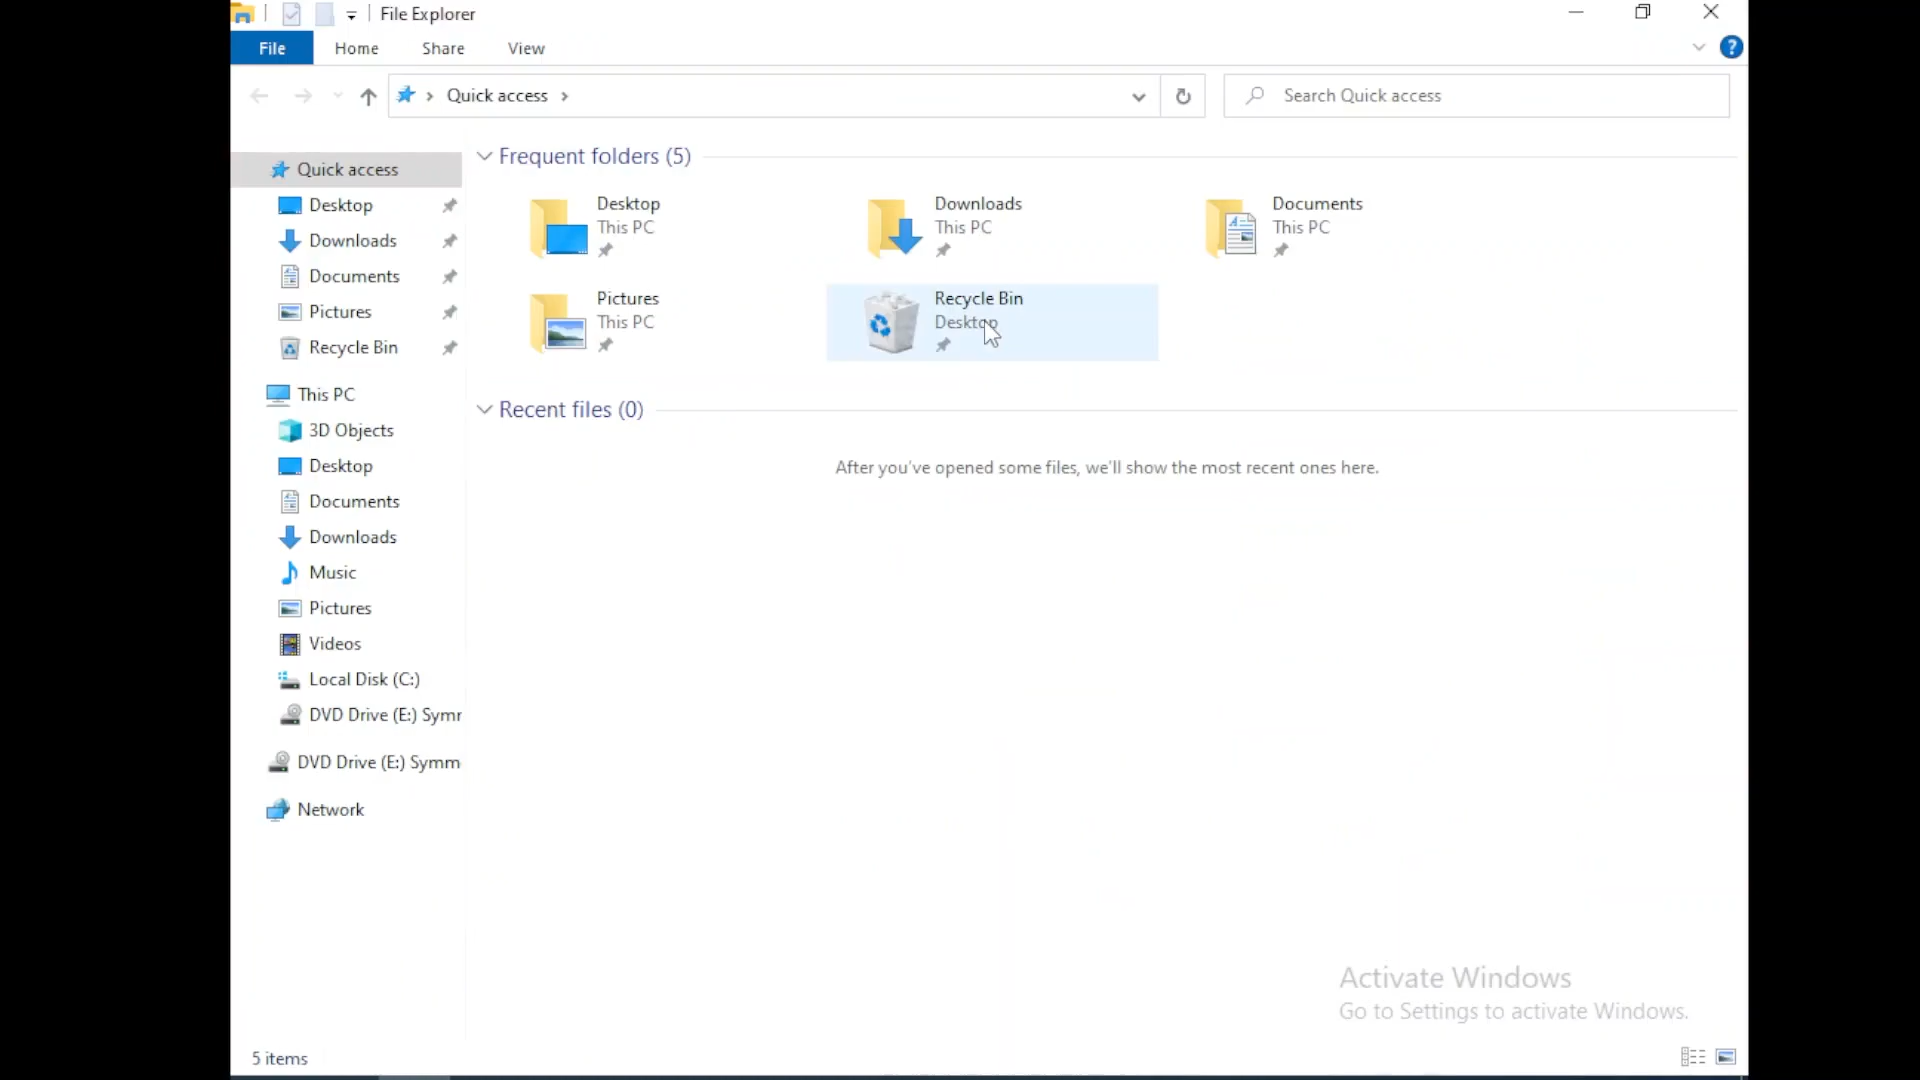 File Explorer
File
Home
Share
View
?
Quick access
Search Quick access
Quick access
Desktop
Downloads
Documents
Pictures
Recycle Bin
This PC
3D Objects
Desktop
Documents
Downloads
Music
Pictures
Videos
Local Disk (C:)
DVD Drive (E:) Symr
DVD Drive (E:) Symm
Network
Frequent folders (5)
Desktop
This PC
Downloads
This PC
Documents
This PC
Pictures
This PC
Recycle Bin
Desktop
Recent files (0)
After you've opened some files, we'll show the most recent ones here.
Activate Windows
Go to Settings to activate Windows.
5 items